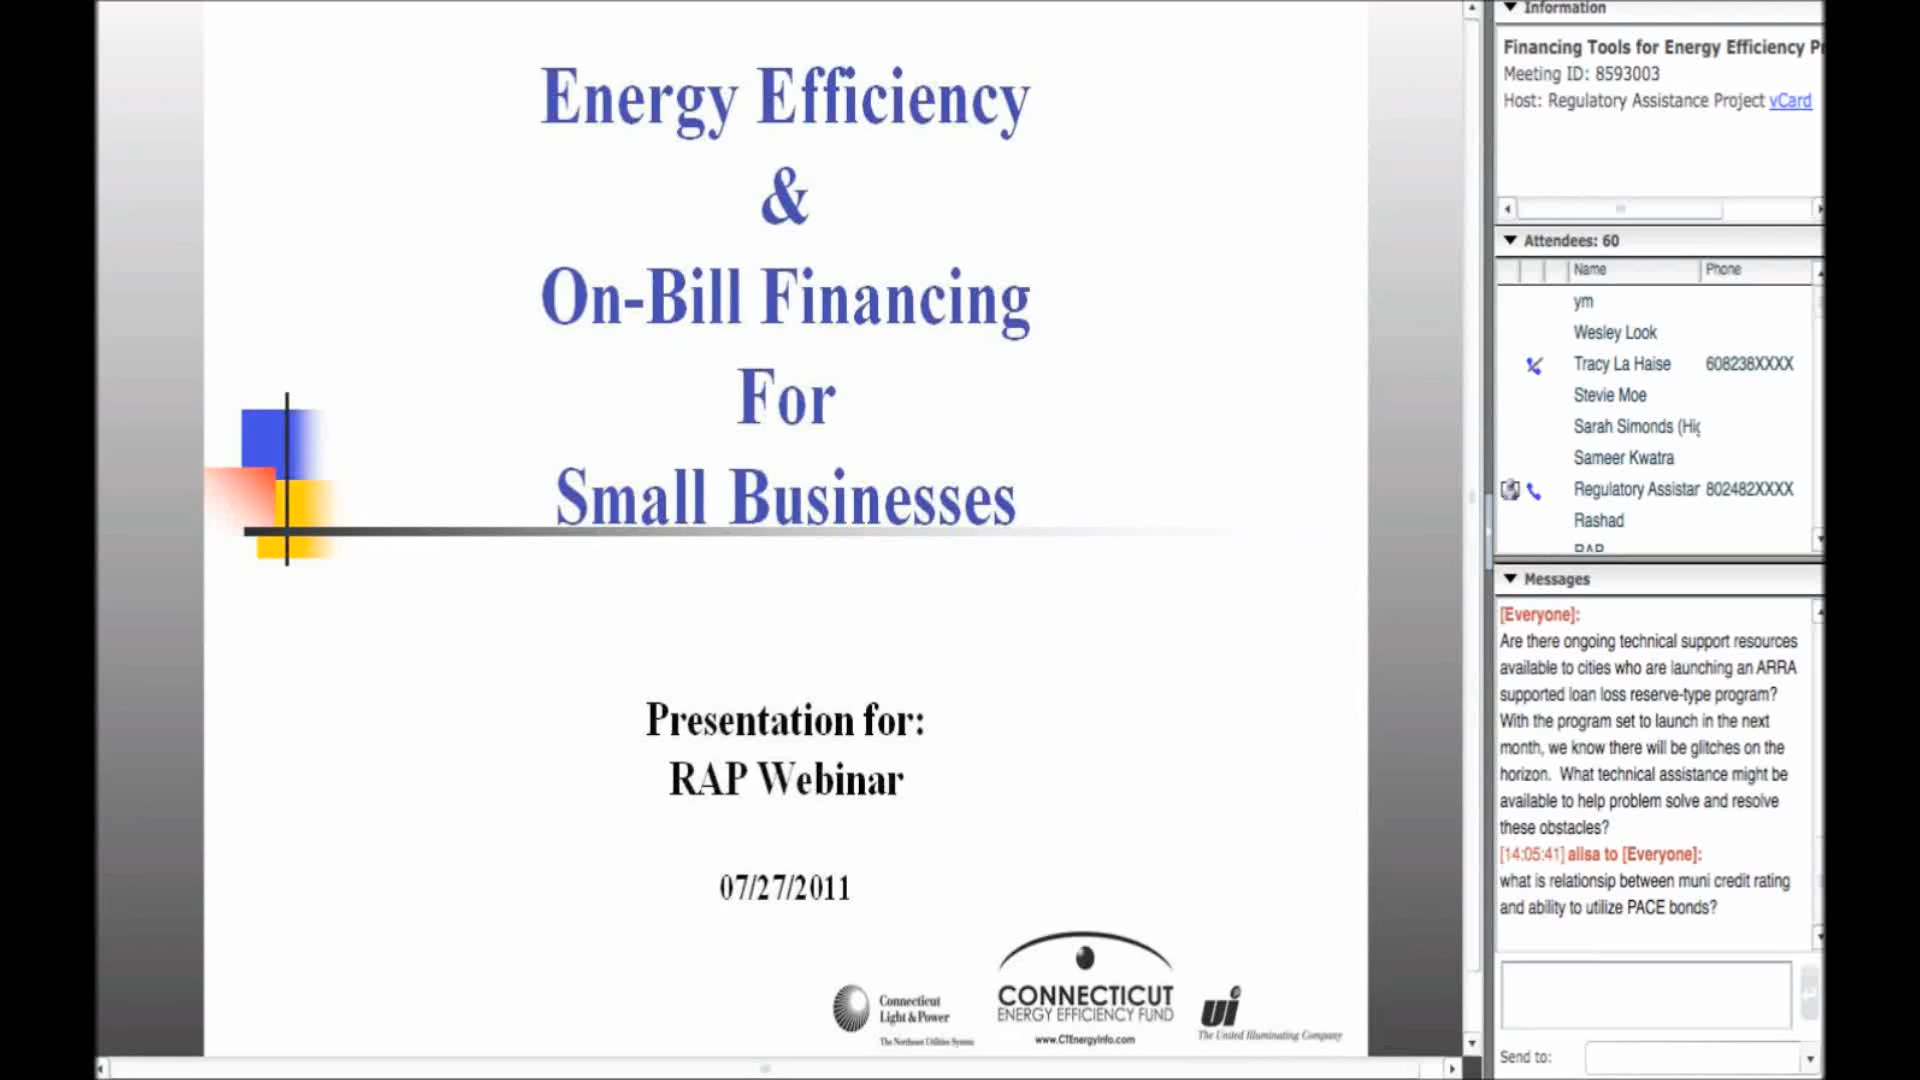 Energy Efficiency
&
On-Bill Financing
For
Small Businesses
Presentation for:
RAP Webinar
07/27/2011
Connecticut
Light & Power
The Northeast Utilities System
CONNECTICUT
ENERGY EFFICIENCY FUND
www.CTEnergyInfo.com
ui
The United Illuminating Company
Information
Financing Tools for Energy Efficiency Pr
Meeting ID: 8593003
Host: Regulatory Assistance Project vCard
Attendees: 60
Name Phone
ym
Wesley Look
Tracy La Haise 608238XXXX
Stevie Moe
Sarah Simonds (Hig
Sameer Kwatra
Regulatory Assistar 802482XXXX
Rashad
RAP
Messages
[Everyone]:
Are there ongoing technical support resources
available to cities who are launching an ARRA
supported loan loss reserve-type program?
With the program set to launch in the next
month, we know there will be glitches on the
horizon. What technical assistance might be
available to help problem solve and resolve
these obstacles?
[14:05:41] alisa to [Everyone]:
what is relationsip between muni credit rating
and ability to utilize PACE bonds?
Send to: